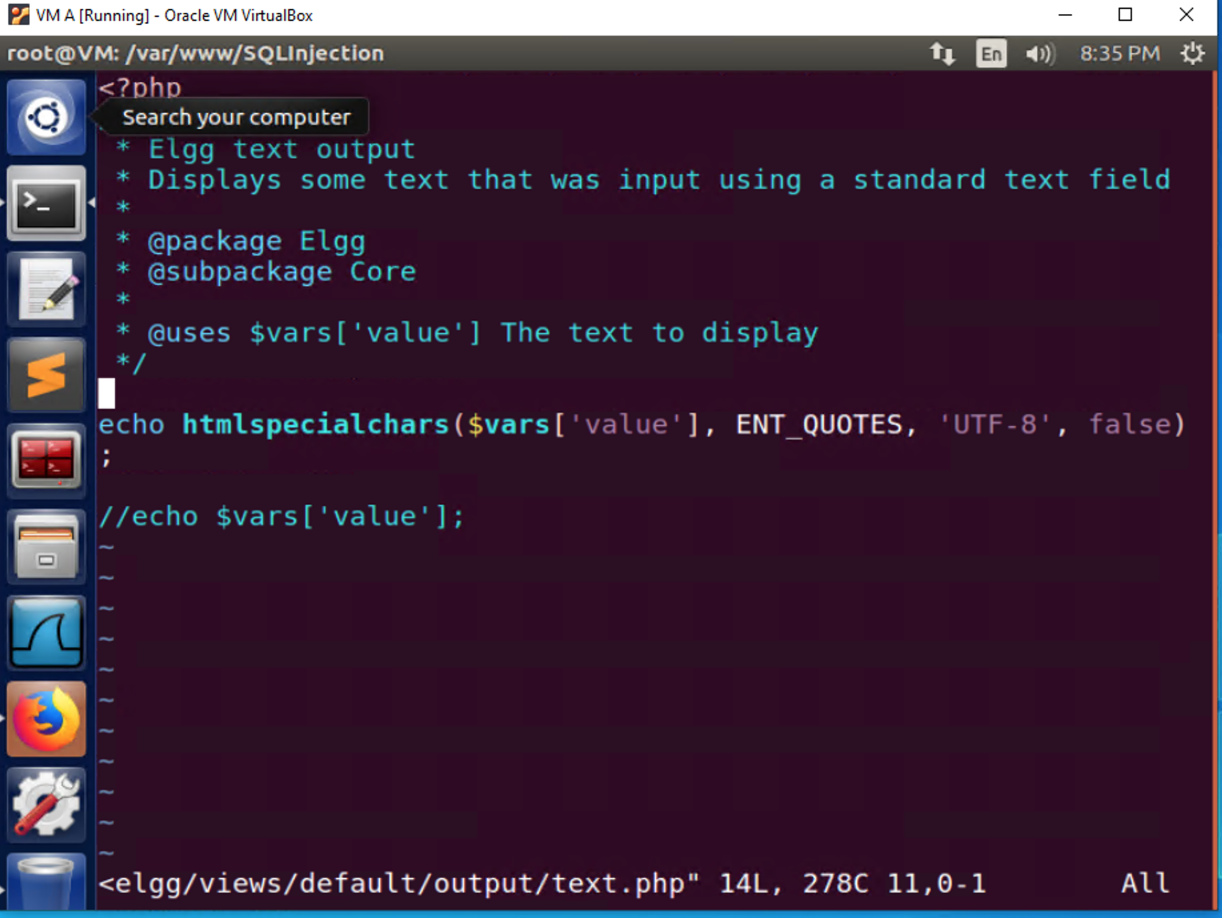 VM A [Running] - Oracle VM VirtualBox
root@VM: /var/www/SQLInjection
En
8:35 PM
<?php
Search your computer
* Elgg text output
* Displays some text that was input using a standard text field
*
* @package Elgg
* @subpackage Core
*
* @uses $vars['value'] The text to display
*/
echo htmlspecialchars($vars['value'], ENT_QUOTES, 'UTF-8', false)
;
//echo $vars['value'];
~
~
~
~
~
~
~
~
~
~
~
<elgg/views/default/output/text.php" 14L, 278C 11,0-1 All